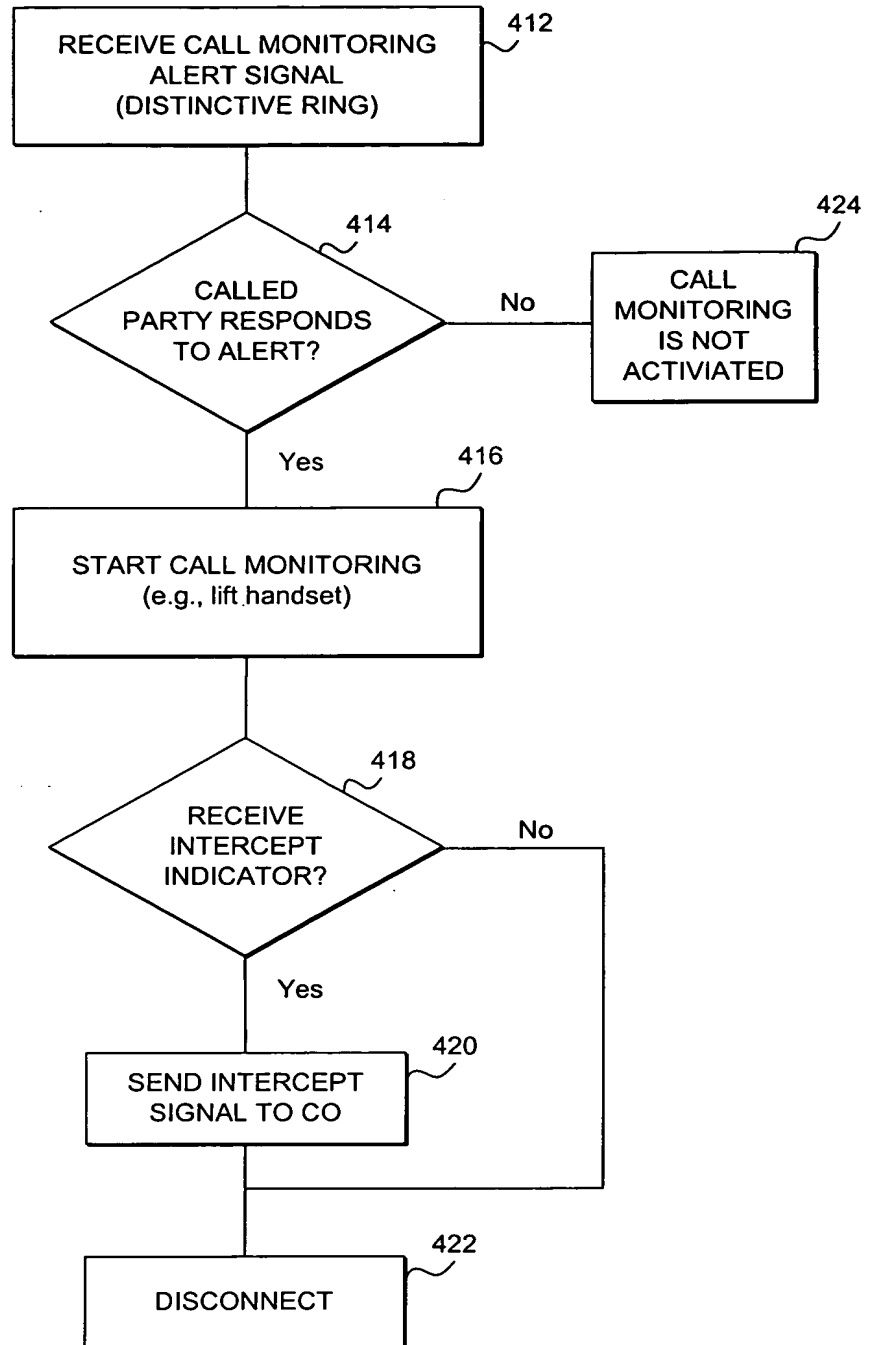 RECEIVE CALL MONITORING
ALERT SIGNAL
(DISTINCTIVE RING)
412
CALLED
PARTY RESPONDS
TO ALERT?
414
No
CALL
MONITORING
IS NOT
ACTIVIATED
424
Yes
START CALL MONITORING
(e.g., lift handset)
416
RECEIVE
INTERCEPT
INDICATOR?
418
No
Yes
SEND INTERCEPT
SIGNAL TO CO
420
DISCONNECT
422